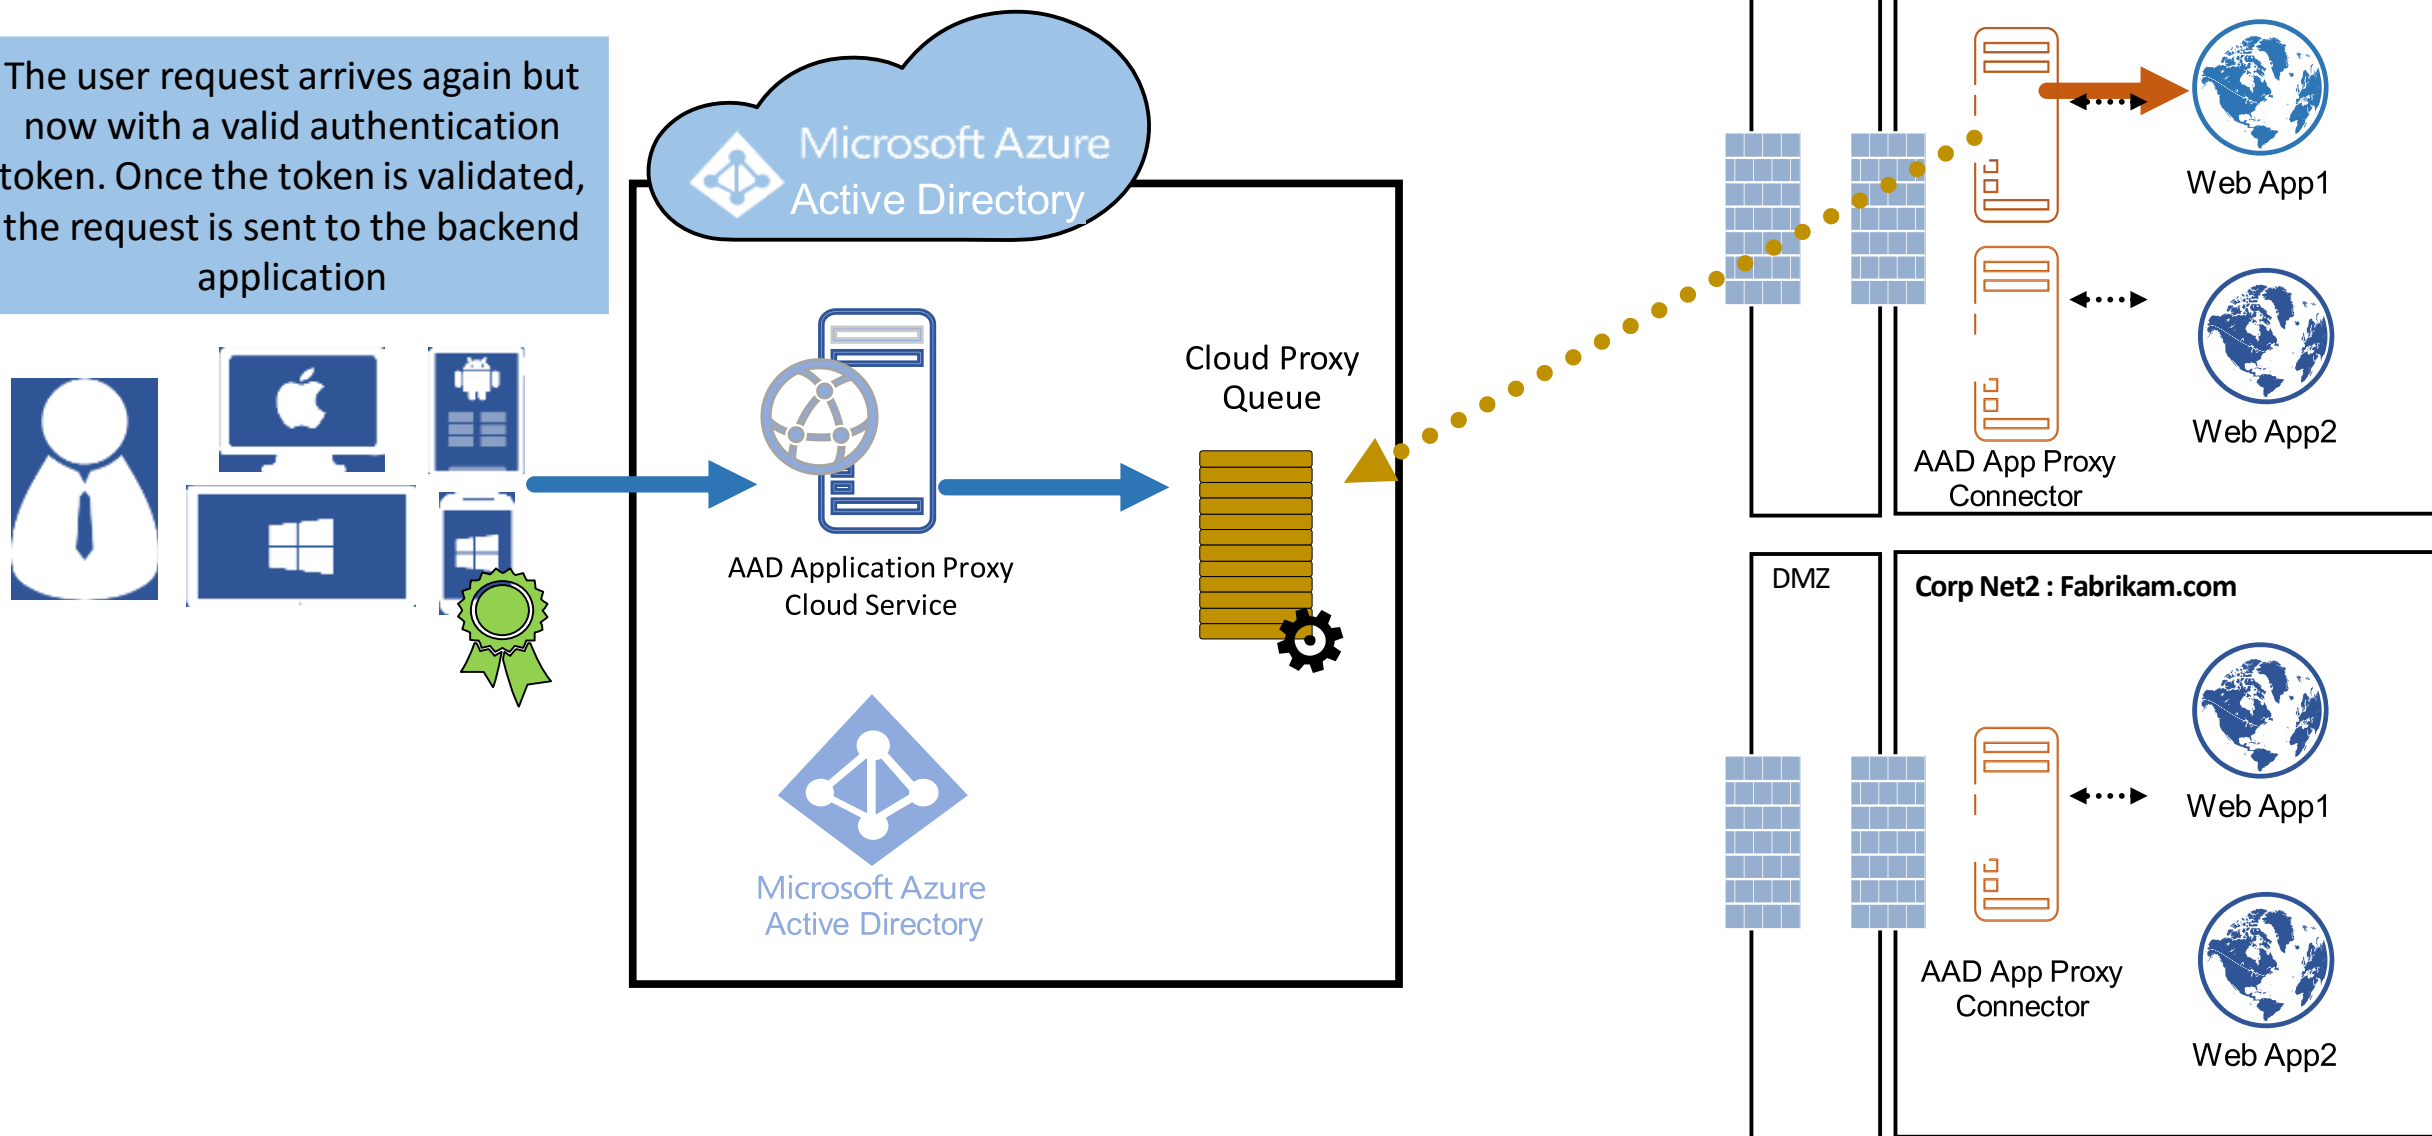 The user request arrives again but
now with a valid authentication
token. Once the token is validated,
the request is sent to the backend
application
Microsoft Azure
Active Directory
Cloud Proxy
Queue
AAD Application Proxy
Cloud Service
Microsoft Azure
Active Directory
Web App1
Web App2
AAD App Proxy
Connector
DMZ
Corp Net2 : Fabrikam.com
Web App1
AAD App Proxy
Connector
Web App2